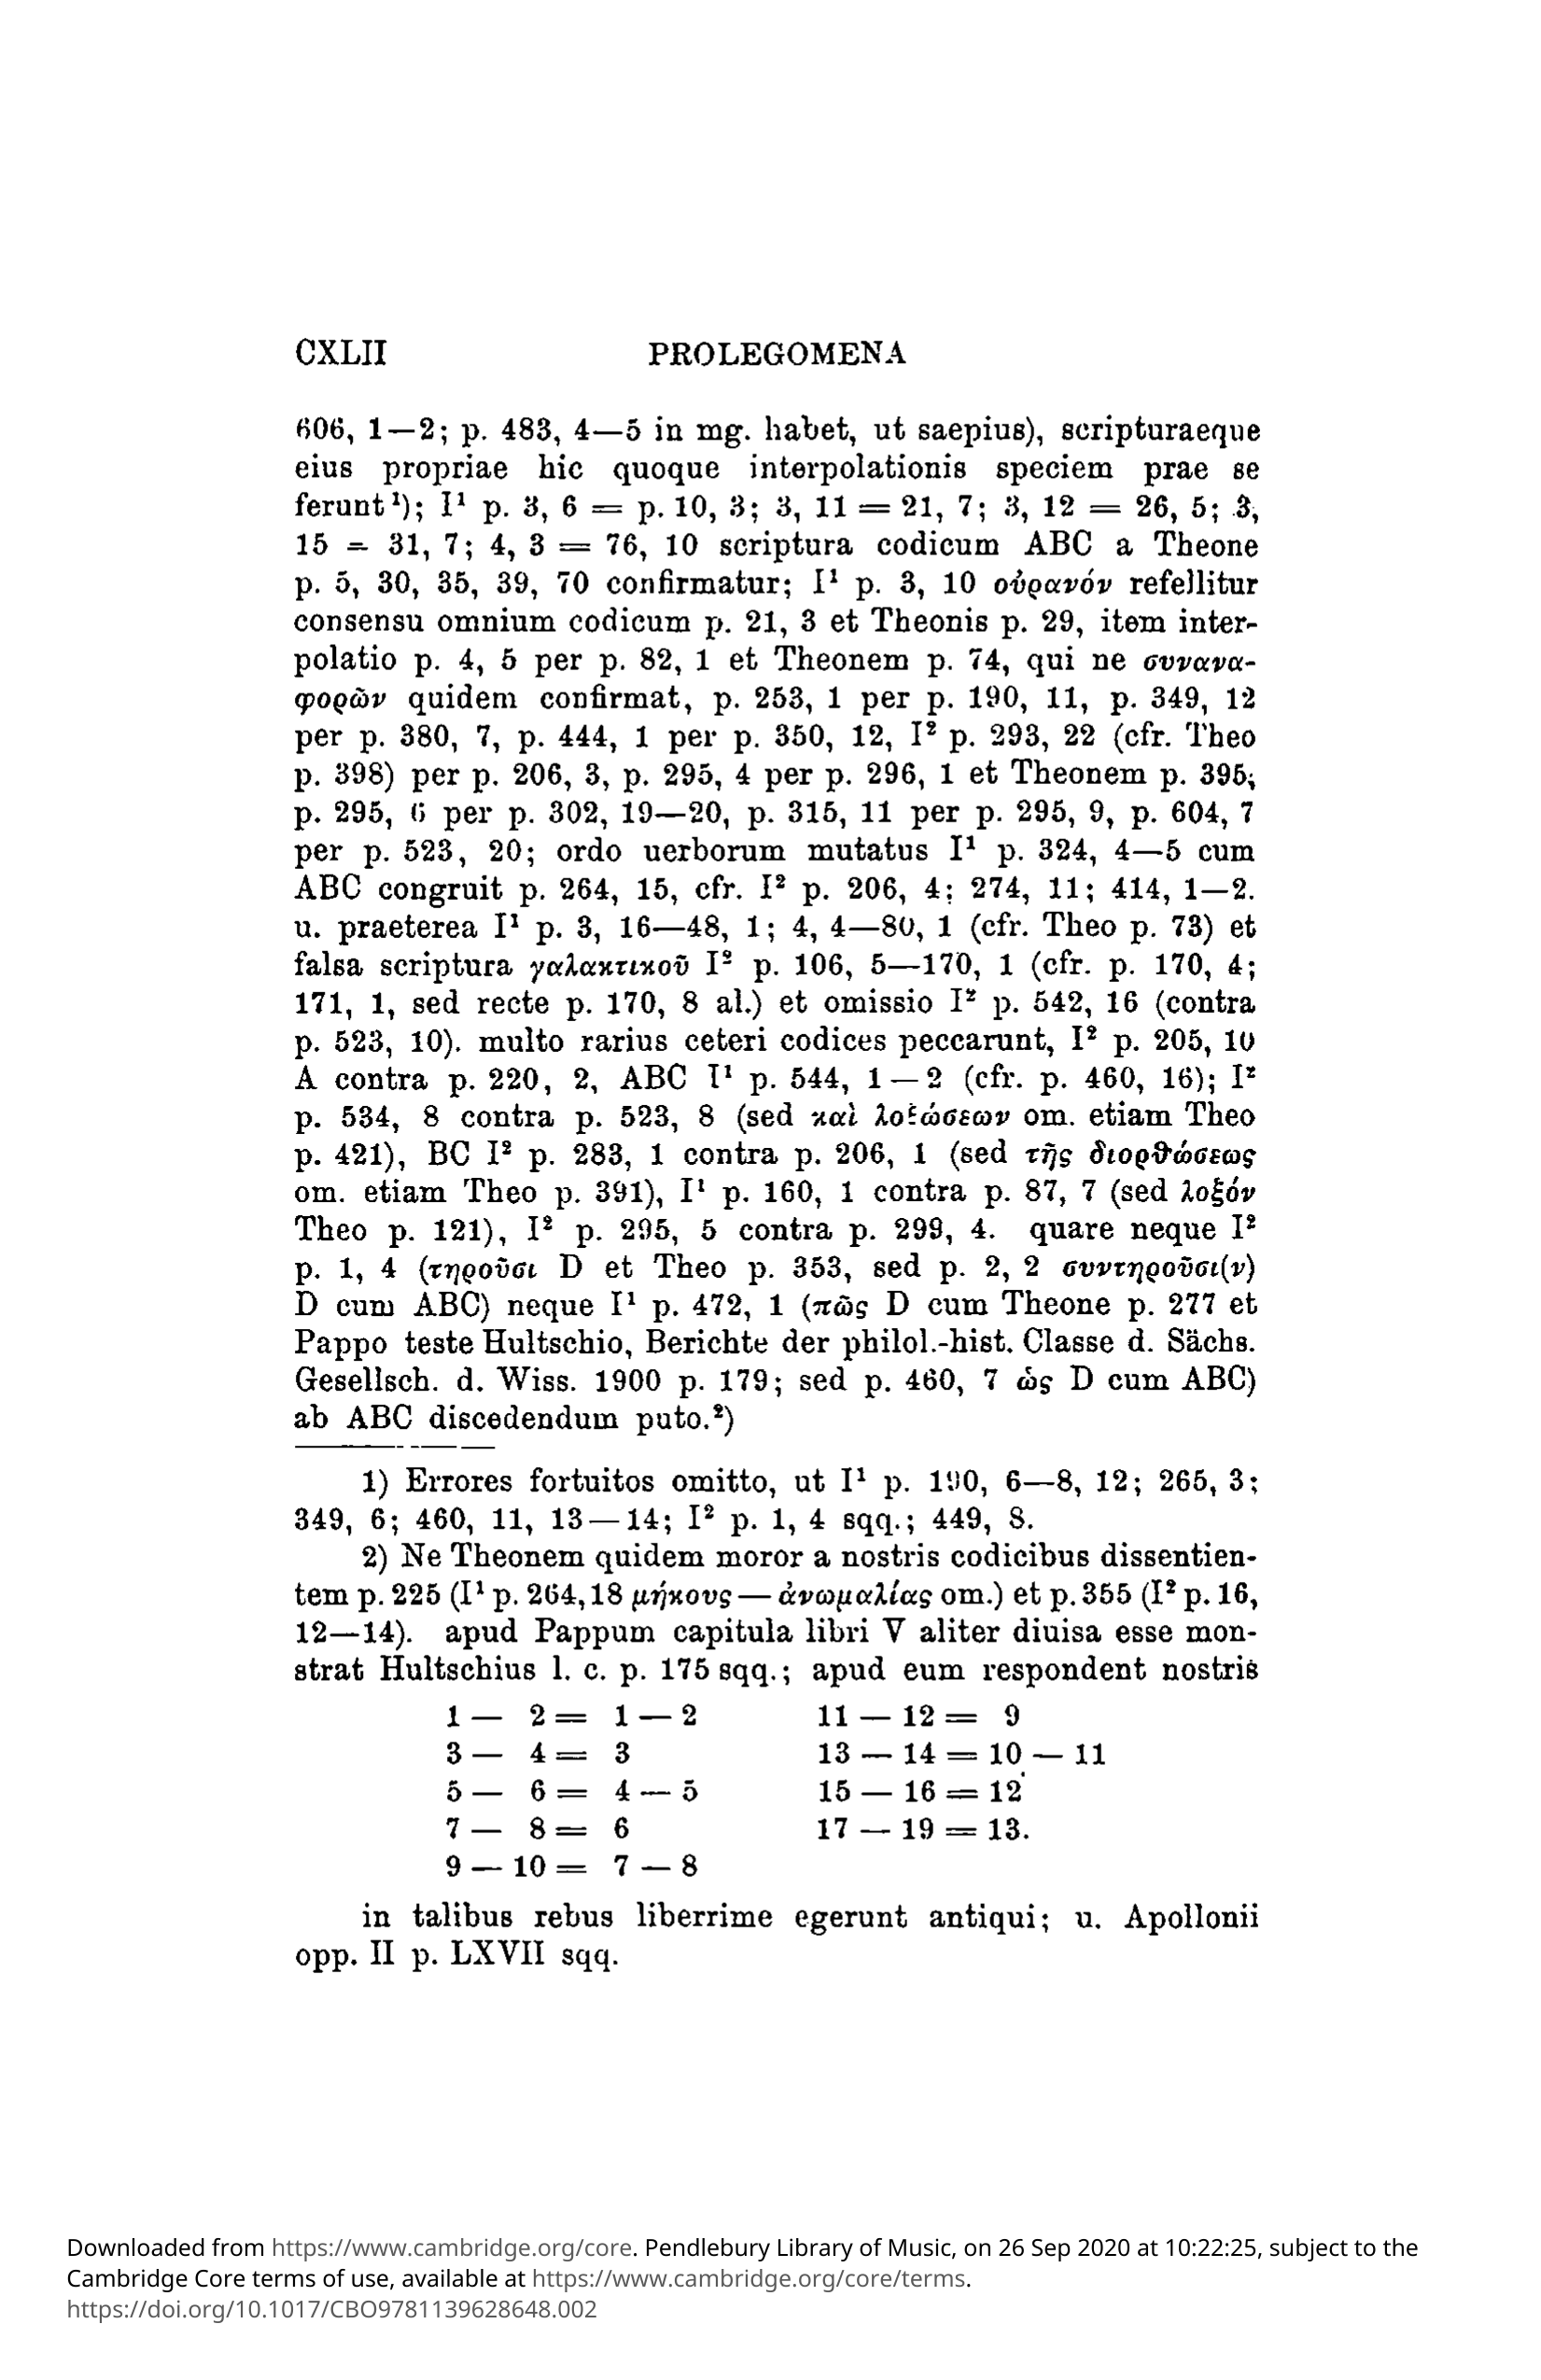 CXLII PROLEGOMENA
606, 1—2; p. 483, 4—5 in mg. habet, ut saepius), scripturaeque
eius propriae hic quoque interpolationis speciem prae se
ferunt¹); I¹ p. 3, 6 = p. 10, 3; 3, 11 = 21, 7; 3, 12 = 26, 5; 3,
15 = 31, 7; 4, 3 = 76, 10 scriptura codicum ABC a Theone
p. 5, 30, 35, 39, 70 confirmatur; I¹ p. 3, 10 οὐρανόν refellitur
consensu omnium codicum p. 21, 3 et Theonis p. 29, item inter-
polatio p. 4, 5 per p. 82, 1 et Theonem p. 74, qui ne συνανα-
φορῶν quidem confirmat, p. 253, 1 per p. 190, 11, p. 349, 12
per p. 380, 7, p. 444, 1 per p. 350, 12, I² p. 293, 22 (cfr. Theo
p. 398) per p. 206, 3, p. 295, 4 per p. 296, 1 et Theonem p. 395;
p. 295, 6 per p. 302, 19—20, p. 315, 11 per p. 295, 9, p. 604, 7
per p. 523, 20; ordo uerborum mutatus I¹ p. 324, 4—5 cum
ABC congruit p. 264, 15, cfr. I² p. 206, 4; 274, 11; 414, 1—2.
u. praeterea I¹ p. 3, 16—48, 1; 4, 4—80, 1 (cfr. Theo p. 73) et
falsa scriptura γαλακτικοῦ I² p. 106, 5—170, 1 (cfr. p. 170, 4;
171, 1, sed recte p. 170, 8 al.) et omissio I² p. 542, 16 (contra
p. 523, 10). multo rarius ceteri codices peccarunt, I² p. 205, 10
A contra p. 220, 2, ABC I¹ p. 544, 1—2 (cfr. p. 460, 16); I²
p. 534, 8 contra p. 523, 8 (sed καὶ λοξώσεων om. etiam Theo
p. 421), BC I² p. 283, 1 contra p. 206, 1 (sed τῆς διορθώσεως
om. etiam Theo p. 391), I¹ p. 160, 1 contra p. 87, 7 (sed λοξόν
Theo p. 121), I² p. 295, 5 contra p. 299, 4. quare neque I²
p. 1, 4 (τηροῦσι D et Theo p. 353, sed p. 2, 2 συντηροῦσι(ν)
D cum ABC) neque I¹ p. 472, 1 (πῶς D cum Theone p. 277 et
Pappo teste Hultschio, Berichte der philol.-hist. Classe d. Sächs.
Gesellsch. d. Wiss. 1900 p. 179; sed p. 460, 7 ὡς D cum ABC)
ab ABC discedendum puto.²)
1) Errores fortuitos omitto, ut I¹ p. 190, 6—8, 12; 265, 3;
349, 6; 460, 11, 13—14; I² p. 1, 4 sqq.; 449, 8.
2) Ne Theonem quidem moror a nostris codicibus dissentien-
tem p. 225 (I¹ p. 264, 18 μήκους — ἀνωμαλίας om.) et p. 355 (I² p. 16,
12—14). apud Pappum capitula libri V aliter diuisa esse mon-
strat Hultschius l. c. p. 175 sqq.; apud eum respondent nostris
1 — 2 = 1 — 2 11 — 12 = 9
3 — 4 = 3 13 — 14 = 10 — 11
5 — 6 = 4 — 5 15 — 16 = 12
7 — 8 = 6 17 — 19 = 13.
9 — 10 = 7 — 8
in talibus rebus liberrime egerunt antiqui; u. Apollonii
opp. II p. LXVII sqq.
Downloaded from https://www.cambridge.org/core. Pendlebury Library of Music, on 26 Sep 2020 at 10:22:25, subject to the
Cambridge Core terms of use, available at https://www.cambridge.org/core/terms.
https://doi.org/10.1017/CBO9781139628648.002